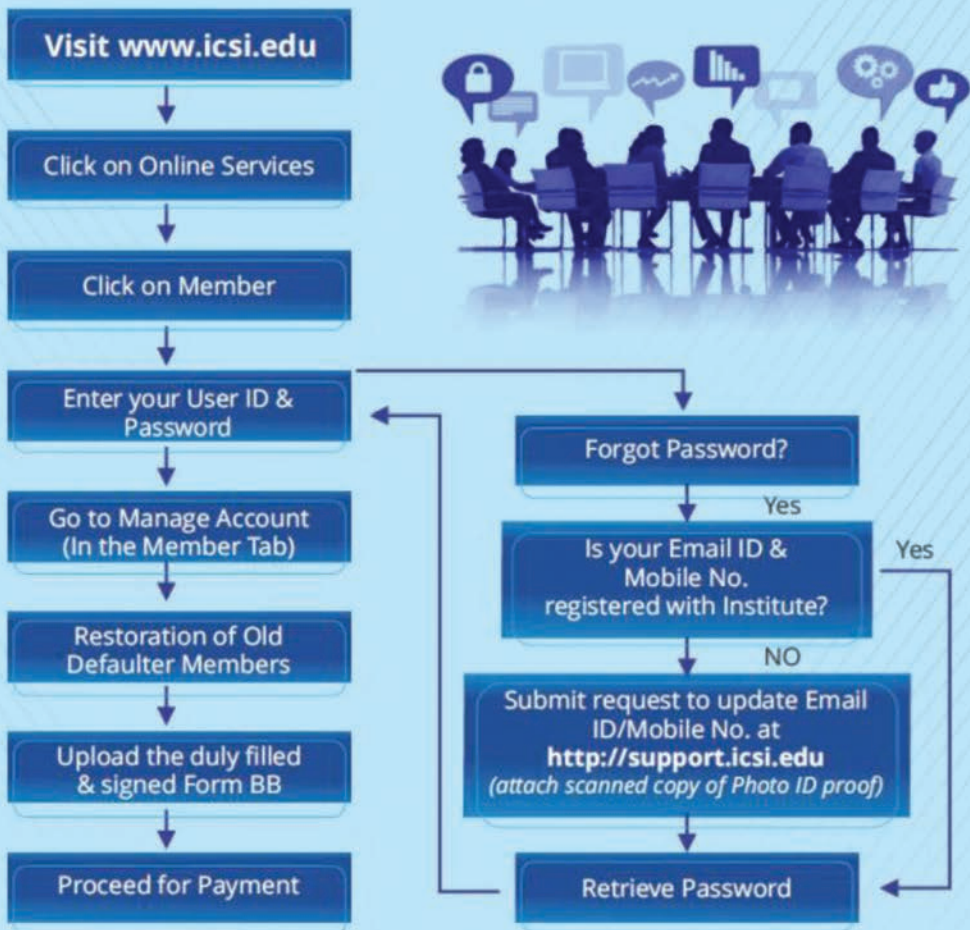 Visit www.icsi.edu
Click on Online Services
Click on Member
Enter your User ID &
Password
Go to Manage Account
(In the Member Tab)
Restoration of Old
Defaulter Members
Upload the duly filled
& signed Form BB
Proceed for Payment
Forgot Password?
Yes
Is your Email ID &
Mobile No.
registered with Institute?
Yes
NO
Submit request to update Email
ID/Mobile No. at
http://support.icsi.edu
(attach scanned copy of Photo ID proof)
Retrieve Password